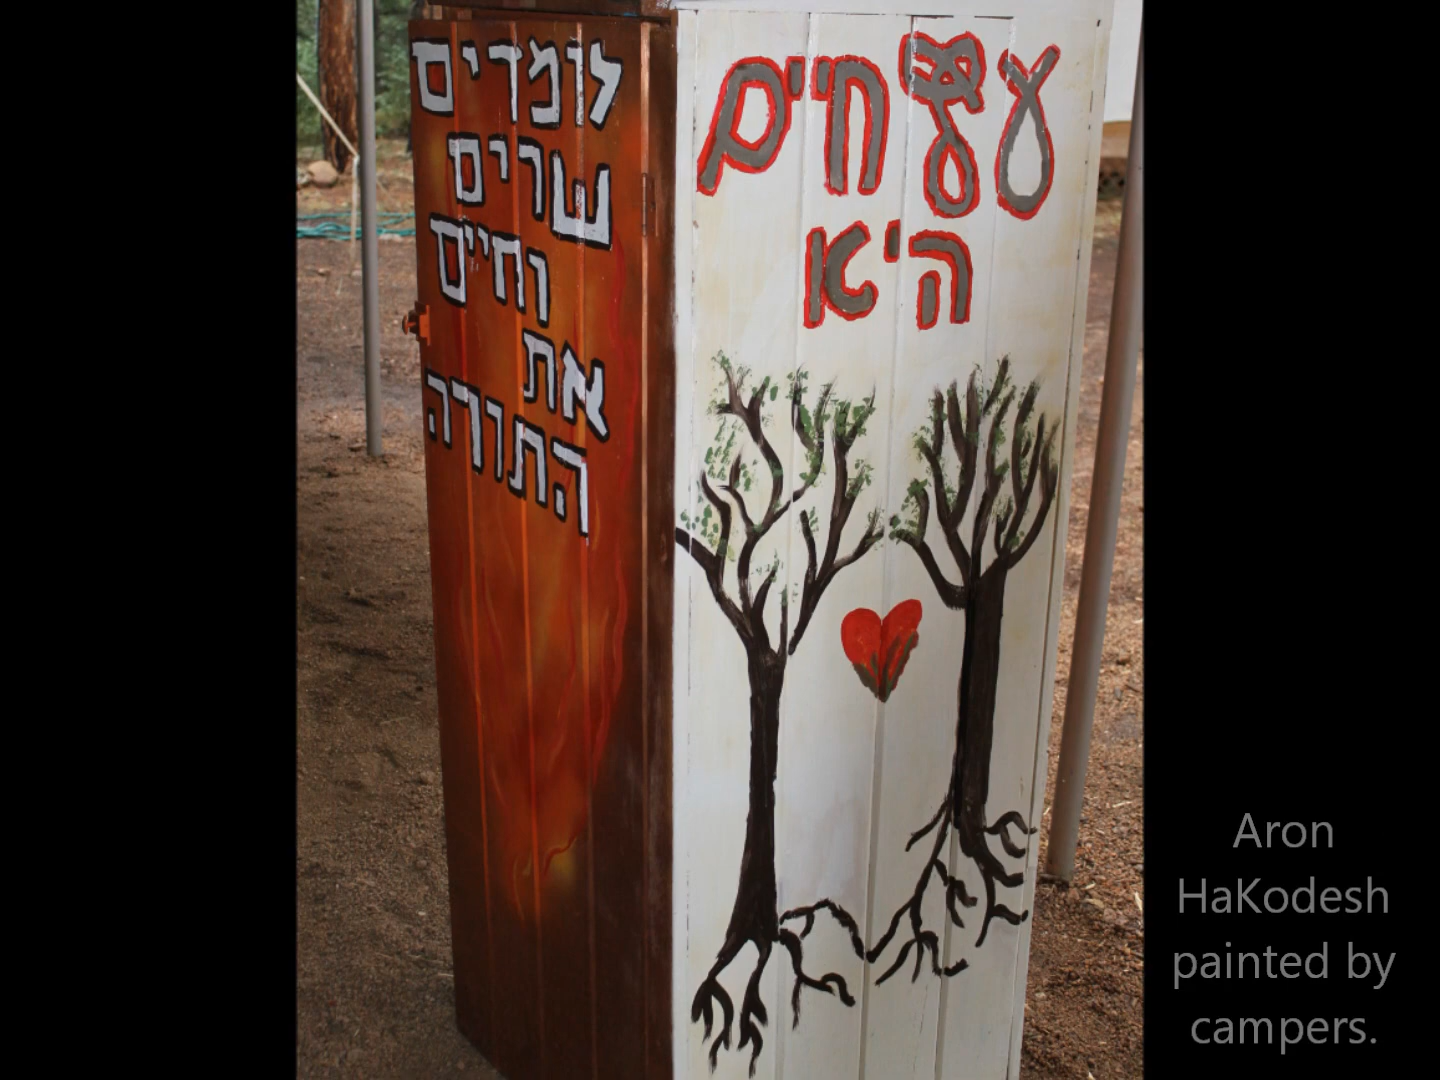 לומדים
שרים
וחיים
את
התורה
עץ חיים
היא
Aron
HaKodesh
painted by
campers.